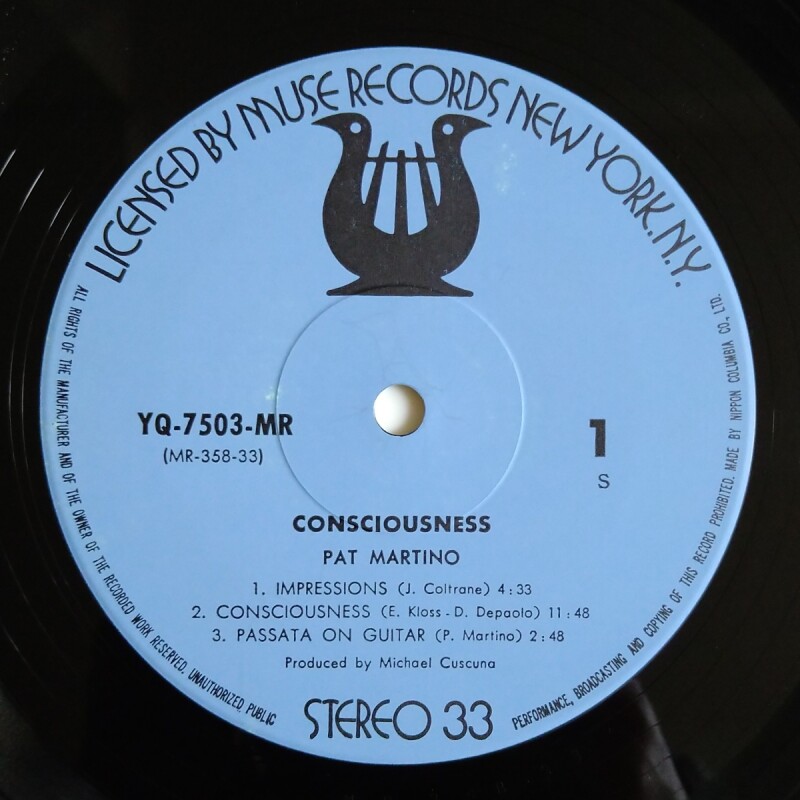 LICENSED BY MUSE RECORDS NEW YORK, N.Y.
YQ-7503-MR
(MR-358-33)
1
S
CONSCIOUSNESS
PAT MARTINO
1. IMPRESSIONS (J. Coltrane) 4:33
2. CONSCIOUSNESS (E. Kloss - D. Depaolo) 11:48
3. PASSATA ON GUITAR (P. Martino) 2:48
Produced by Michael Cuscuna
STEREO 33
ALL RIGHTS OF THE MANUFACTURER AND OF THE OWNER OF THE RECORDED WORK RESERVED. UNAUTHORIZED PUBLIC
PERFORMANCE, BROADCASTING AND COPYING OF THIS RECORD PROHIBITED. MADE BY NIPPON COLUMBIA CO., LTD.